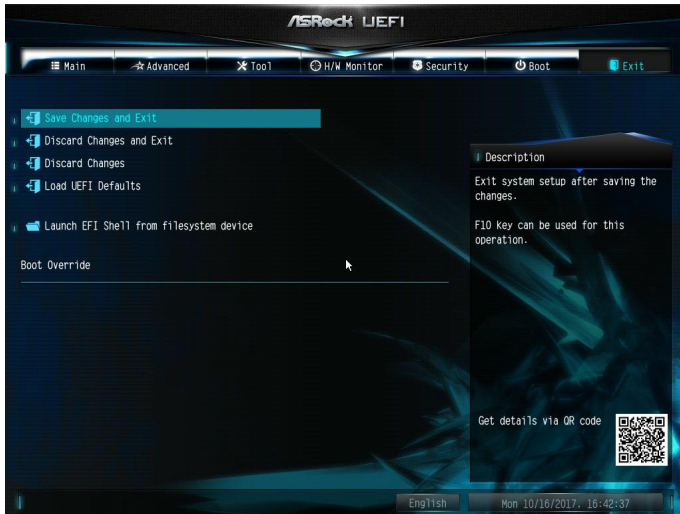 ASRock UEFI
Main Advanced Tool H/W Monitor Security Boot Exit
Save Changes and Exit
Discard Changes and Exit
Discard Changes
Load UEFI Defaults
Launch EFI Shell from filesystem device
Boot Override
Description
Exit system setup after saving the
changes.
F10 key can be used for this
operation.
Get details via QR code
English Mon 10/16/2017. 16:42:37